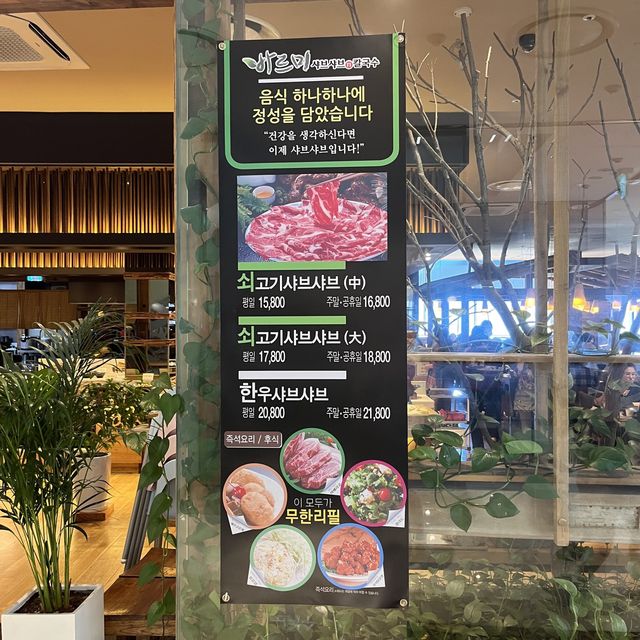 바르미 샤브샤브&칼국수
음식 하나하나에
정성을 담았습니다
“건강을 생각하신다면
이제 샤브샤브입니다!”
쇠고기샤브샤브 (中)
평일 15,800 주말·공휴일 16,800
쇠고기샤브샤브 (大)
평일 17,800 주말·공휴일 18,800
한우샤브샤브
평일 20,800 주말·공휴일 21,800
즉석요리 / 후식
이 모두가
무한리필
즉석요리